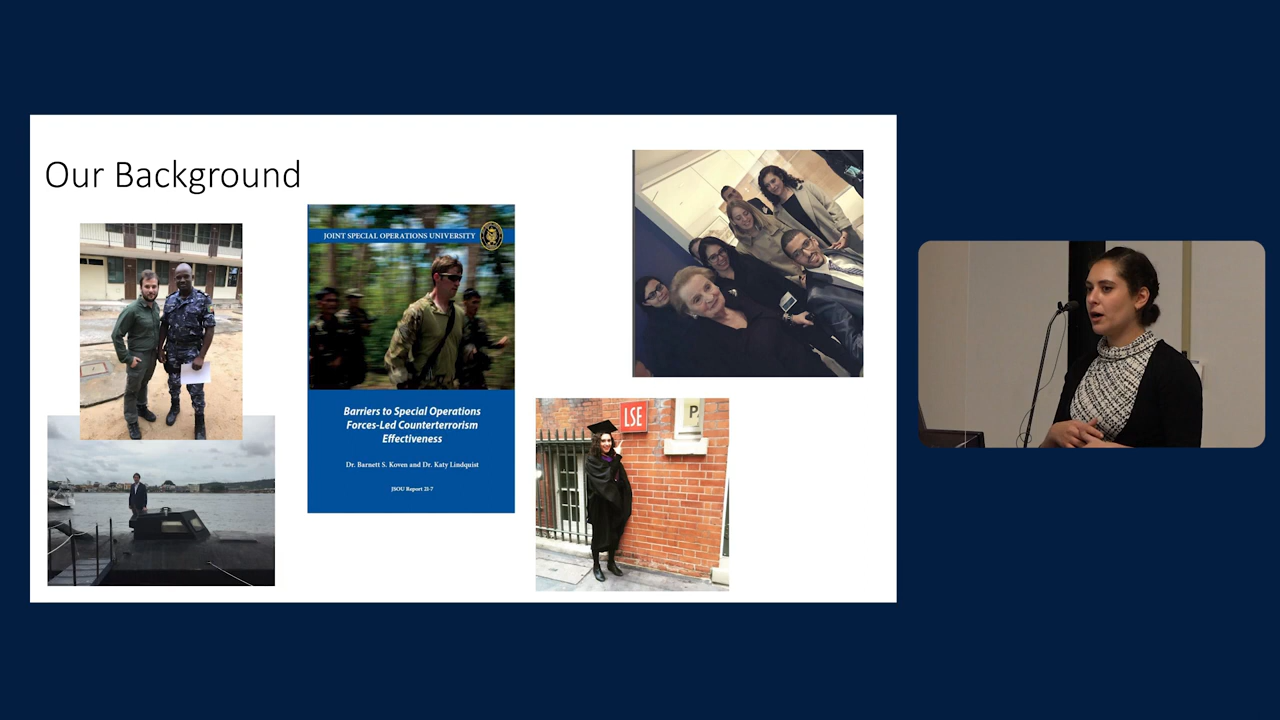 Our Background
JOINT SPECIAL OPERATIONS UNIVERSITY
Barriers to Special Operations
Forces-Led Counterterrorism
Effectiveness
Dr. Barnett S. Koven and Dr. Katy Lindquist
JSOU Report 21-7
LSE
P